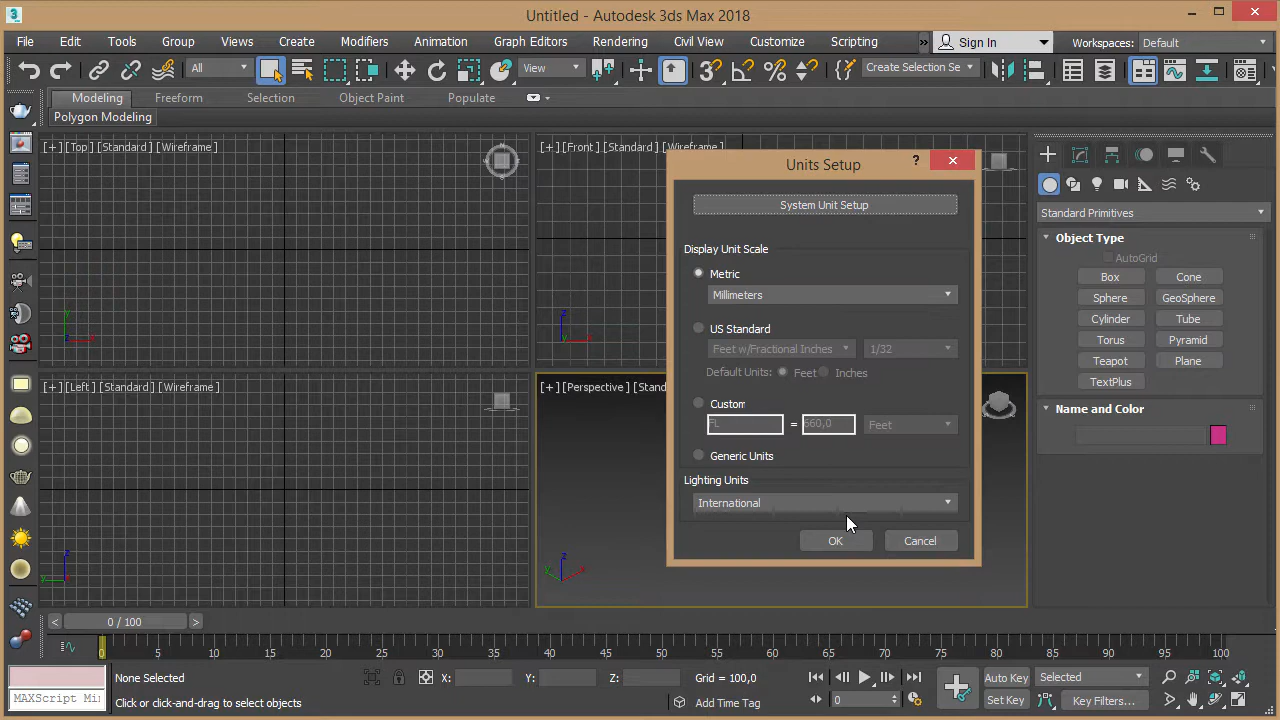 Untitled - Autodesk 3ds Max 2018
File Edit Tools Group Views Create Modifiers Animation Graph Editors Rendering Civil View Customize Scripting » Sign In Workspaces: Default
All View Create Selection Se
Modeling Freeform Selection Object Paint Populate
Polygon Modeling
[+] [Top] [Standard] [Wireframe]
[+] [Front] [Standard] [Wireframe]
[+] [Left] [Standard] [Wireframe]
[+] [Perspective] [Stand
Units Setup
System Unit Setup
Display Unit Scale
Metric
Millimeters
US Standard
Feet w/Fractional Inches 1/32
Default Units: Feet Inches
Custom
FL = 660,0 Feet
Generic Units
Lighting Units
International
OK Cancel
Standard Primitives
Object Type
AutoGrid
Box Cone
Sphere GeoSphere
Cylinder Tube
Torus Pyramid
Teapot Plane
TextPlus
Name and Color
< 0 / 100 >
0 5 10 15 20 25 30 35 40 45 50 55 60 65 70 75 80 85 90 95 100
None Selected X: Y: Z: Grid = 100,0 Auto Key Selected
MAXScript Mi
Click or click-and-drag to select objects Add Time Tag 0 Set Key Key Filters...